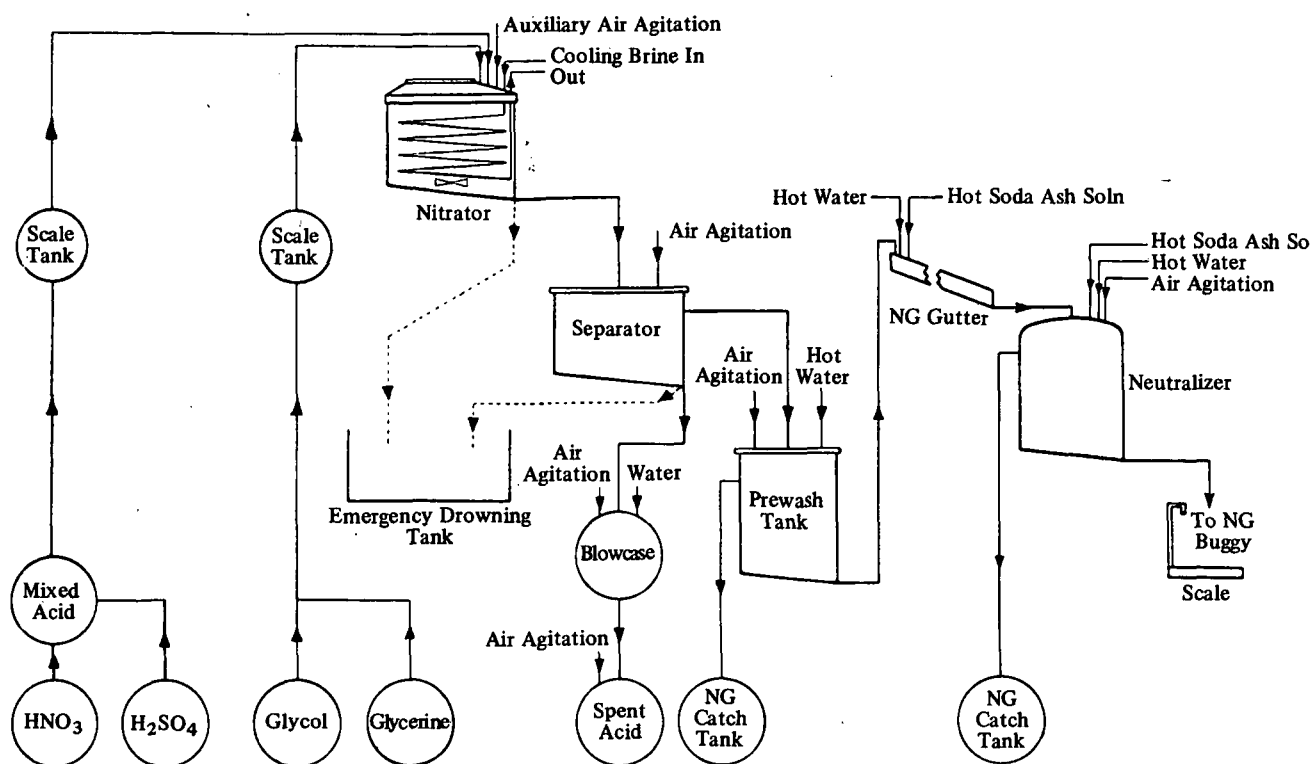 Auxiliary Air Agitation
Cooling Brine In
Out
Nitrator
Scale
Tank
Scale
Tank
Air Agitation
Separator
Hot Water
Hot Soda Ash Soln
NG Gutter
Hot Soda Ash So
Hot Water
Air Agitation
Neutralizer
Air
Agitation
Hot
Water
Prewash
Tank
Emergency Drowning
Tank
Air
Agitation
Water
Blowcase
To NG
Buggy
Scale
Mixed
Acid
Air Agitation
HNO3
H2SO4
Glycol
Glycerine
Spent
Acid
NG
Catch
Tank
NG
Catch
Tank